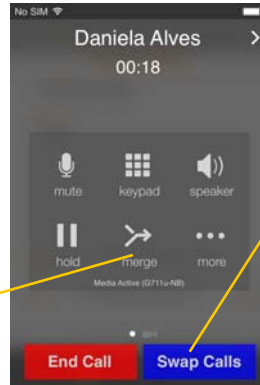 No SIM
Daniela Alves
00:18
mute keypad speaker
hold merge more
Media Active (G711u-NB)
End Call Swap Calls